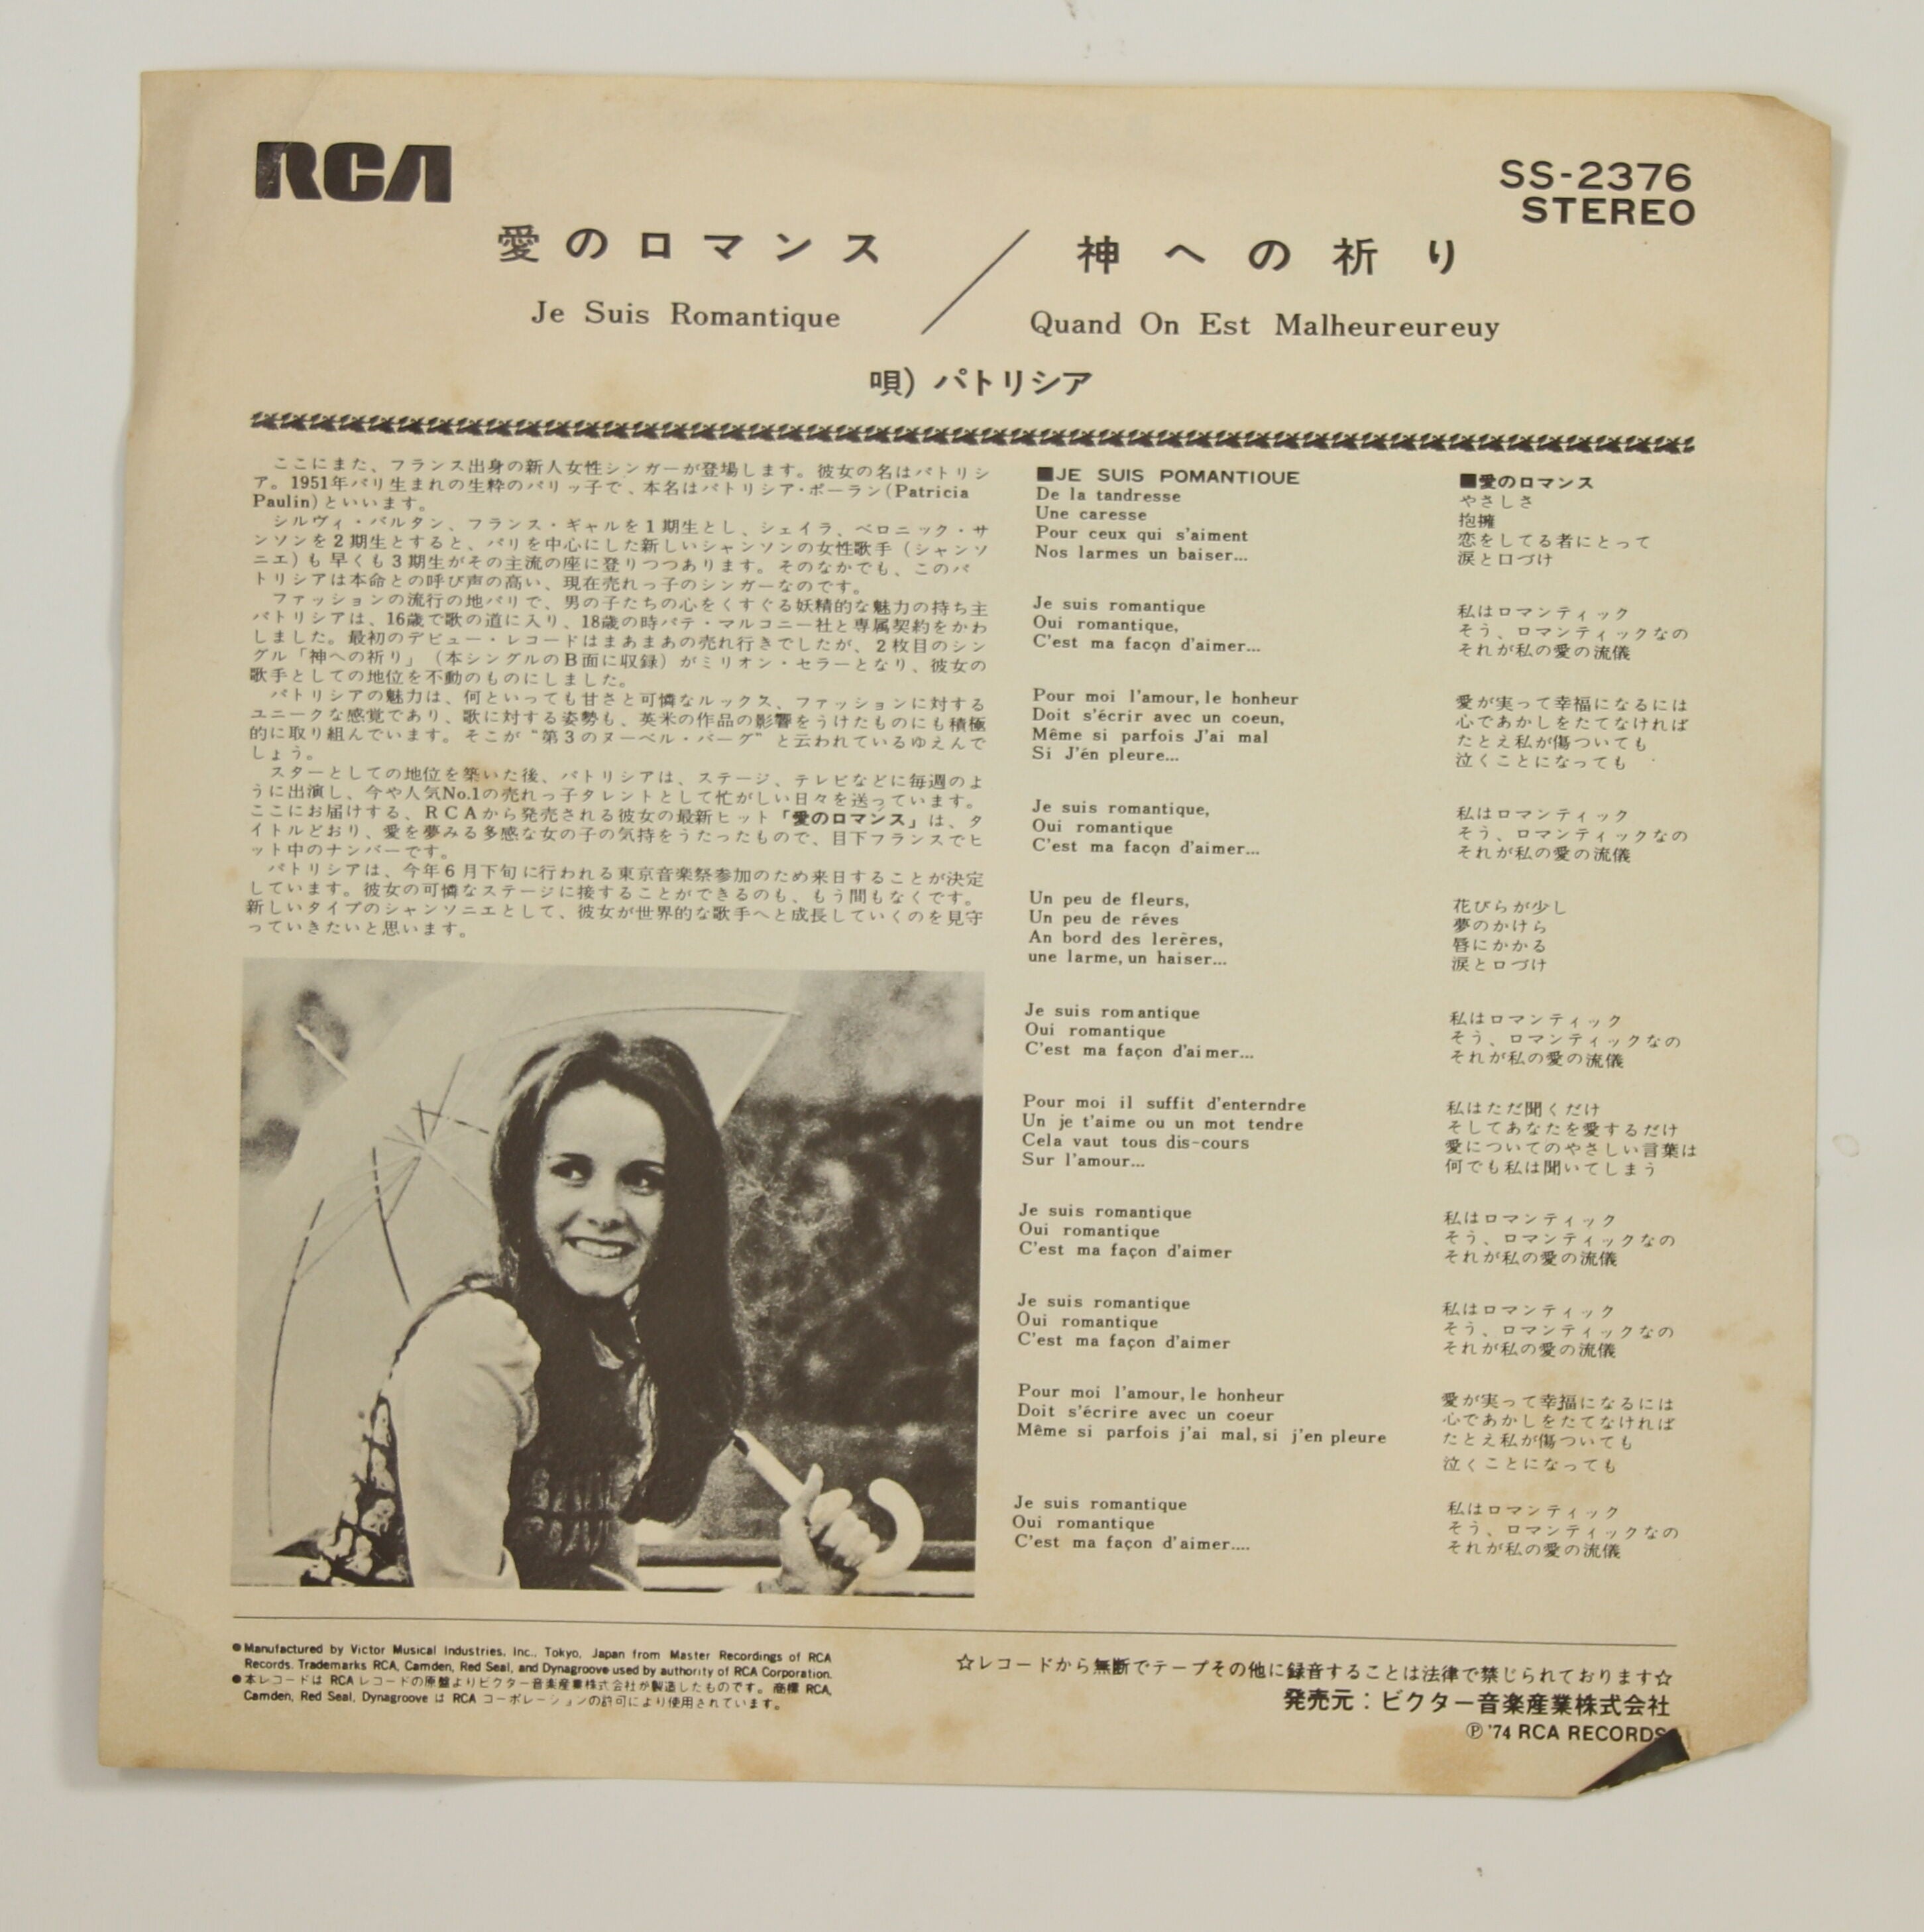 RCA
SS-2376
STEREO
愛のロマンス／神への祈り
Je Suis Romantique
Quand On Est Malheureureuy
唄）パトリシア
ここにまた、フランス出身の新人女性シンガーが登場します。彼女の名はパトリシ
ア。1951年パリ生まれの生粋のパリッ子で、本名はパトリシア・ポーラン(Patricia
Paulin)といいます。
シルヴィ・バルタン、フランス・ギャルを1期生とし、シェイラ、ベロニック・サ
ンソンを2期生とすると、パリを中心にした新しいシャンソンの女性歌手（シャンソ
ニエ）も早くも3期生がその主流の座に登りつつあります。そのなかでも、このパ
トリシアは本命との呼び声の高い、現在売れっ子のシンガーなのです。
ファッションの流行の地パリで、男の子たちの心をくすぐる妖精的な魅力の持ち主
パトリシアは、16歳で歌の道に入り、18歳の時パテ・マルコニー社と専属契約をかわ
しました。最初のデビュー・レコードはまあまあの売れ行きでしたが、2枚目のシン
グル「神への祈り」（本シングルのB面に収録）がミリオン・セラーとなり、彼女の
歌手としての地位を不動のものにしました。
パトリシアの魅力は、何といっても甘さと可憐なルックス、ファッションに対する
ユニークな感覚であり、歌に対する姿勢も、英米の作品の影響をうけたものにも積極
的に取り組んでいます。そこが“第3のヌーベル・バーグ”と云われているゆえんで
しょう。
スターとしての地位を築いた後、パトリシアは、ステージ、テレビなどに毎週のよ
うに出演し、今や人気No.1の売れっ子タレントとして忙がしい日々を送っています。
ここにお届けする、RCAから発売される彼女の最新ヒット「愛のロマンス」は、タ
イトルどおり、愛を夢みる多感な女の子の気持をうたったもので、目下フランスでヒ
ット中のナンバーです。
パトリシアは、今年6月下旬に行われる東京音楽祭参加のため来日することが決定
しています。彼女の可憐なステージに接することができるのも、もう間もなくです。
新しいタイプのシャンソニエとして、彼女が世界的な歌手へと成長していくのを見守
っていきたいと思います。
■JE SUIS POMANTIOUE
De la tandresse
Une caresse
Pour ceux qui s'aiment
Nos larmes un baiser...
Je suis romantique
Oui romantique,
C'est ma façon d'aimer...
Pour moi l'amour, le honheur
Doit s'écrir avec un coeun,
Même si parfois J'ai mal
Si J'én pleure...
Je suis romantique,
Oui romantique
C'est ma façon d'aimer...
Un peu de fleurs,
Un peu de réves
An bord des lerères,
une larme, un haiser...
Je suis romantique
Oui romantique
C'est ma façon d'aimer...
Pour moi il suffit d'enterndre
Un je t'aime ou un mot tendre
Cela vaut tous dis-cours
Sur l'amour...
Je suis romantique
Oui romantique
C'est ma façon d'aimer
Je suis romantique
Oui romantique
C'est ma façon d'aimer
Pour moi l'amour, le honheur
Doit s'écrire avec un coeur
Même si parfois j'ai mal, si j'en pleure
Je suis romantique
Oui romantique
C'est ma façon d'aimer....
■愛のロマンス
やさしさ
抱擁
恋をしてる者にとって
涙と口づけ
私はロマンティック
そう、ロマンティックなの
それが私の愛の流儀
愛が実って幸福になるには
心であかしをたてなければ
たとえ私が傷ついても
泣くことになっても
私はロマンティック
そう、ロマンティックなの
それが私の愛の流儀
花びらが少し
夢のかけら
唇にかかる
涙と口づけ
私はロマンティック
そう、ロマンティックなの
それが私の愛の流儀
私はただ聞くだけ
そしてあなたを愛するだけ
愛についてのやさしい言葉は
何でも私は聞いてしまう
私はロマンティック
そう、ロマンティックなの
それが私の愛の流儀
私はロマンティック
そう、ロマンティックなの
それが私の愛の流儀
愛が実って幸福になるには
心であかしをたてなければ
たとえ私が傷ついても
泣くことになっても
私はロマンティック
そう、ロマンティックなの
それが私の愛の流儀
●Manufactured by Victor Musical Industries, Inc., Tokyo, Japan from Master Recordings of RCA
Records. Trademarks RCA, Camden, Red Seal, and Dynagroove used by authority of RCA Corporation.
●本レコードは RCA レコードの原盤よりビクター音楽産業株式会社が製造したものです。商標 RCA,
Camden, Red Seal, Dynagroove は RCA コーポレーションの許可により使用されています。
☆レコードから無断でテープその他に録音することは法律で禁じられております☆
発売元：ビクター音楽産業株式会社
Ⓟ '74 RCA RECORDS